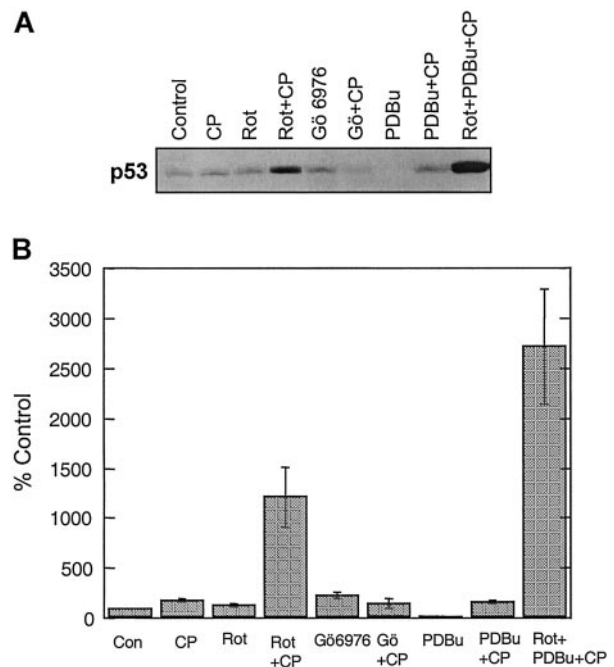 A
Control
CP
Rot
Rot+CP
Gö 6976
Gö+CP
PDBu
PDBu+CP
Rot+PDBu+CP
p53
B
3500
3000
2500
2000
1500
1000
500
0
% Control
Con
CP
Rot
Rot
+CP
Gö6976
Gö
+CP
PDBu
PDBu
+CP
Rot+
PDBu+CP